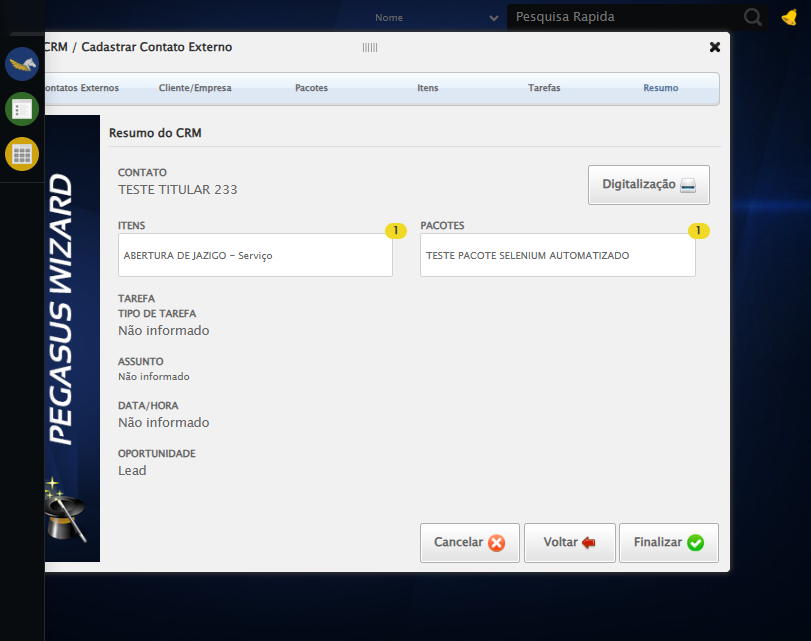 Nome
Pesquisa Rapida
CRM / Cadastrar Contato Externo
ontatos Externos
Cliente/Empresa
Pacotes
Itens
Tarefas
Resumo
PEGASUS WIZARD
Resumo do CRM
CONTATO
TESTE TITULAR 233
Digitalização
ITENS
1
ABERTURA DE JAZIGO - Serviço
PACOTES
1
TESTE PACOTE SELENIUM AUTOMATIZADO
TAREFA
TIPO DE TAREFA
Não informado
ASSUNTO
Não informado
DATA/HORA
Não informado
OPORTUNIDADE
Lead
Cancelar
Voltar
Finalizar